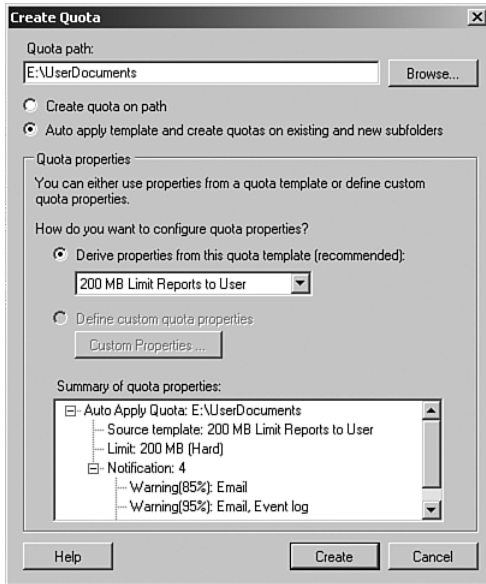 Create Quota
Quota path:
E:\UserDocuments
Browse...
Create quota on path
Auto apply template and create quotas on existing and new subfolders
Quota properties
You can either use properties from a quota template or define custom
quota properties.
How do you want to configure quota properties?
Derive properties from this quota template (recommended):
200 MB Limit Reports to User
Define custom quota properties
Custom Properties ...
Summary of quota properties:
Auto Apply Quota: E:\UserDocuments
Source template: 200 MB Limit Reports to User
Limit: 200 MB (Hard)
Notification: 4
Warning(85%): Email
Warning(95%): Email, Event log
Help
Create
Cancel